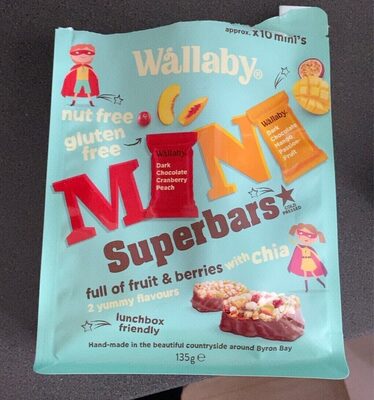 approx. x10 mini's
Wallaby®
nut free
gluten
free
Wallaby.
Dark
Chocolate
Cranberry
Peach
Wallaby.
Dark
Chocolate
Mango
Passion
Fruit
MINI
Superbars
COLD
PRESSED
full of fruit & berries with chia
2 yummy flavours
lunchbox
friendly
Hand-made in the beautiful countryside around Byron Bay
135g e